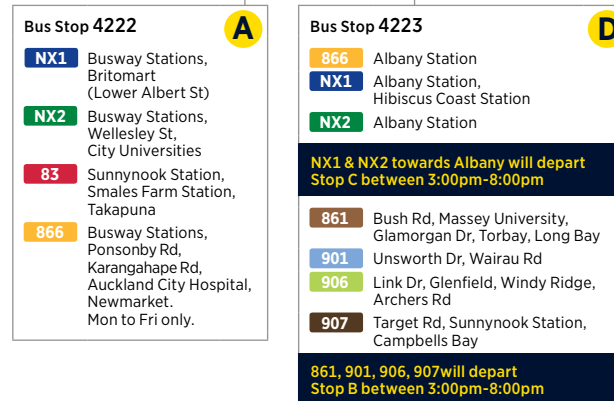 Bus Stop 4222
A
NX1 Busway Stations,
Britomart
(Lower Albert St)
NX2 Busway Stations,
Wellesley St,
City Universities
83 Sunnynook Station,
Smales Farm Station,
Takapuna
866 Busway Stations,
Ponsonby Rd,
Karangahape Rd,
Auckland City Hospital,
Newmarket.
Mon to Fri only.
Bus Stop 4223
D
866 Albany Station
NX1 Albany Station,
Hibiscus Coast Station
NX2 Albany Station
NX1 & NX2 towards Albany will depart
Stop C between 3:00pm-8:00pm
861 Bush Rd, Massey University,
Glamorgan Dr, Torbay, Long Bay
901 Unsworth Dr, Wairau Rd
906 Link Dr, Glenfield, Windy Ridge,
Archers Rd
907 Target Rd, Sunnynook Station,
Campbells Bay
861, 901, 906, 907will depart
Stop B between 3:00pm-8:00pm